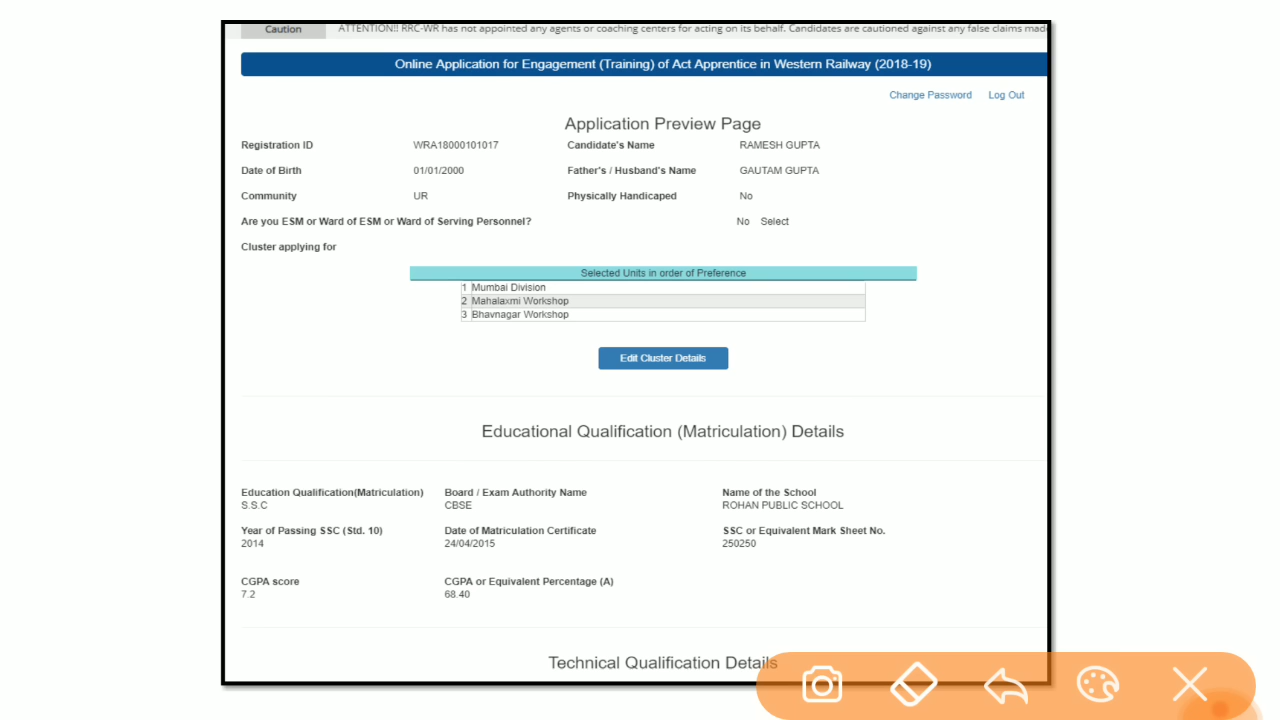 Caution ATTENTION!! RRC-WR has not appointed any agents or coaching centers for acting on its behalf. Candidates are cautioned against any false claims made
Online Application for Engagement (Training) of Act Apprentice in Western Railway (2018-19)
Change Password Log Out
Application Preview Page
Registration ID WRA18000101017 Candidate's Name RAMESH GUPTA
Date of Birth 01/01/2000 Father's / Husband's Name GAUTAM GUPTA
Community UR Physically Handicaped No
Are you ESM or Ward of ESM or Ward of Serving Personnel? No Select
Cluster applying for
Selected Units in order of Preference
1 Mumbai Division
2 Mahalaxmi Workshop
3 Bhavnagar Workshop
Edit Cluster Details
Educational Qualification (Matriculation) Details
Education Qualification(Matriculation) Board / Exam Authority Name Name of the School
S.S.C CBSE ROHAN PUBLIC SCHOOL
Year of Passing SSC (Std. 10) Date of Matriculation Certificate SSC or Equivalent Mark Sheet No.
2014 24/04/2015 250250
CGPA score CGPA or Equivalent Percentage (A)
7.2 68.40
Technical Qualification Details